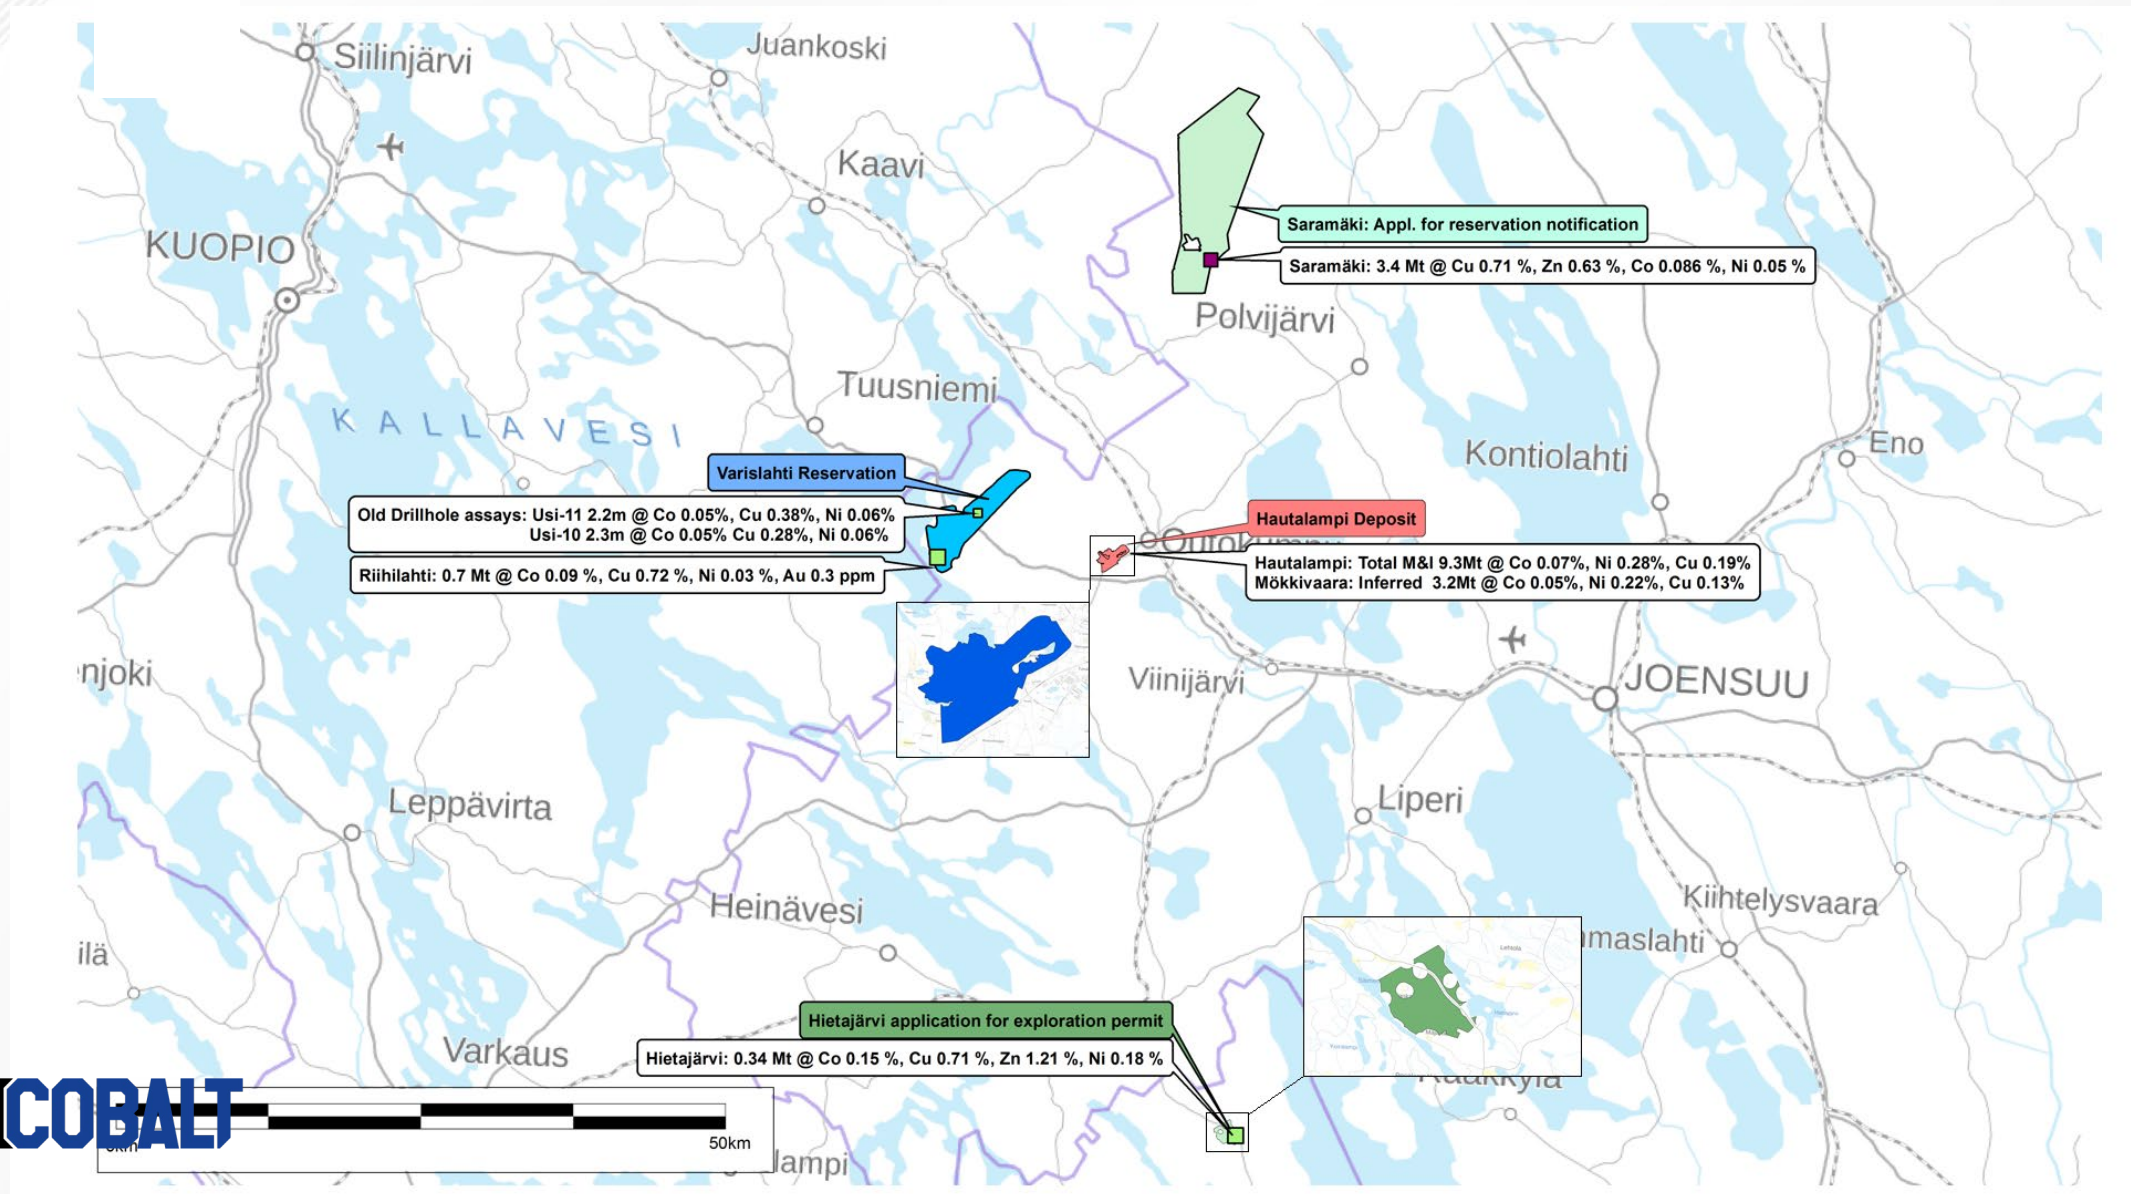 Juankoski
Siilinjärvi
Kaavi
KUOPIO
Saramäki: Appl. for reservation notification
Saramäki: 3.4 Mt @ Cu 0.71 %, Zn 0.63 %, Co 0.086 %, Ni 0.05 %
Polvijärvi
Tuusniemi
KALLAVESI
Kontiolahti
Eno
Varislahti Reservation
Old Drillhole assays: Usi-11 2.2m @ Co 0.05%, Cu 0.38%, Ni 0.06%
Usi-10 2.3m @ Co 0.05% Cu 0.28%, Ni 0.06%
Riihilahti: 0.7 Mt @ Co 0.09 %, Cu 0.72 %, Ni 0.03 %, Au 0.3 ppm
Hautalampi Deposit
Hautalampi: Total M&I 9.3Mt @ Co 0.07%, Ni 0.28%, Cu 0.19%
Mökkivaara: Inferred 3.2Mt @ Co 0.05%, Ni 0.22%, Cu 0.13%
njoki
Viinijärvi
JOENSUU
Leppävirta
Liperi
Heinävesi
Kiihtelysvaara
ilä
maslahti
Hietajärvi application for exploration permit
Hietajärvi: 0.34 Mt @ Co 0.15 %, Cu 0.71 %, Zn 1.21 %, Ni 0.18 %
Varkaus
COBALT
50km
lampi